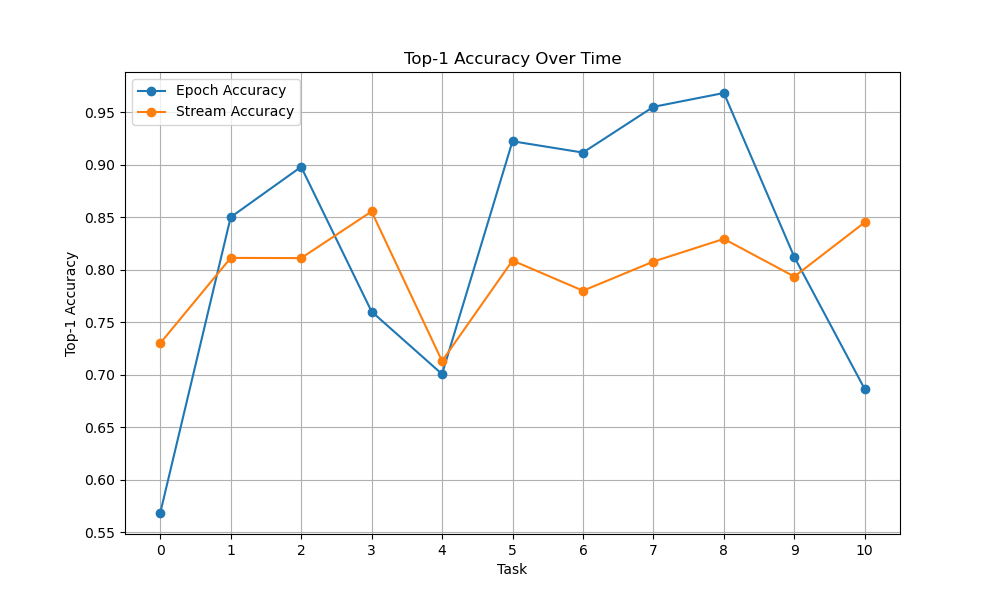 Top-1 Accuracy Over Time
Epoch Accuracy
Stream Accuracy
Top-1 Accuracy
0.95
0.90
0.85
0.80
0.75
0.70
0.65
0.60
0.55
0 1 2 3 4 5 6 7 8 9 10
Task